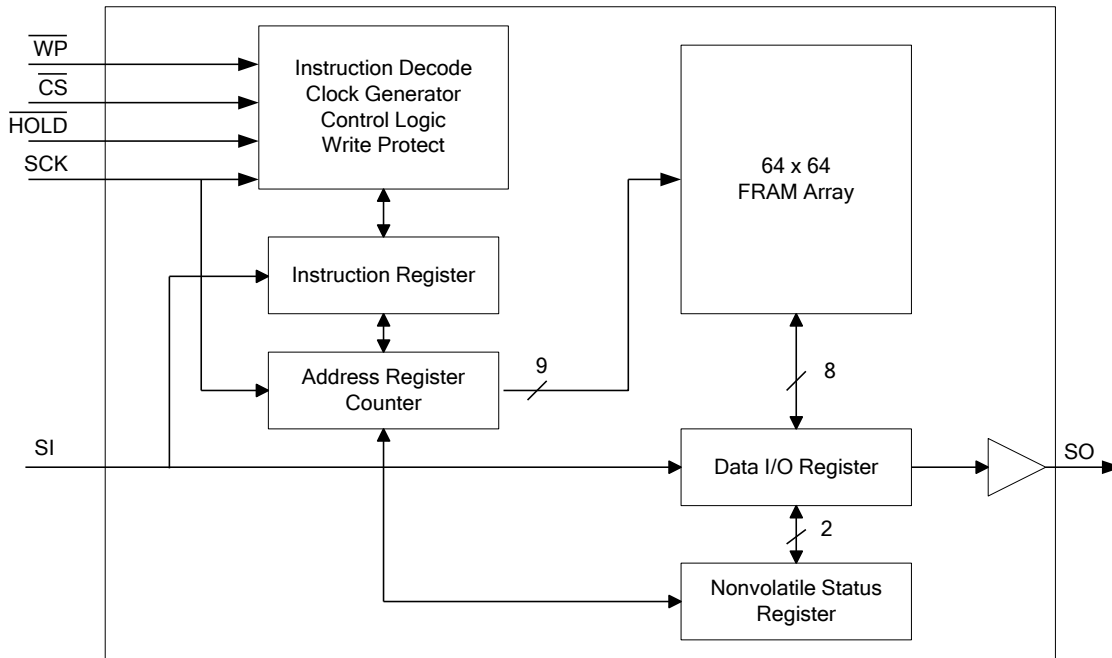 WP
CS
HOLD
SCK
Instruction Decode
Clock Generator
Control Logic
Write Protect
64 x 64
FRAM Array
Instruction Register
Address Register
Counter
9
8
SI
Data I/O Register
SO
2
Nonvolatile Status
Register